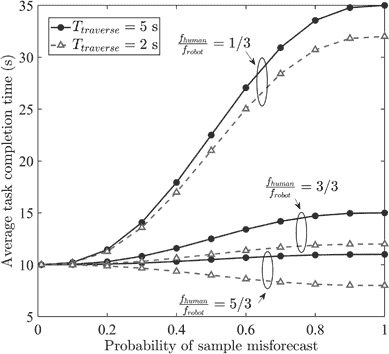 Average task completion time (s)
35
30
25
20
15
10
5
T_traverse = 5 s
T_traverse = 2 s
f_human/f_robot = 1/3
f_human/f_robot = 3/3
f_human/f_robot = 5/3
0 0.2 0.4 0.6 0.8 1
Probability of sample misforecast